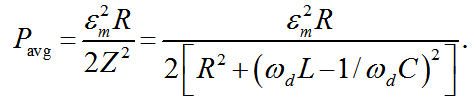 P_avg = ε_m^2 R / 2Z^2 = ε_m^2 R / 2[R^2 + (ω_d L − 1/ω_d C)^2].